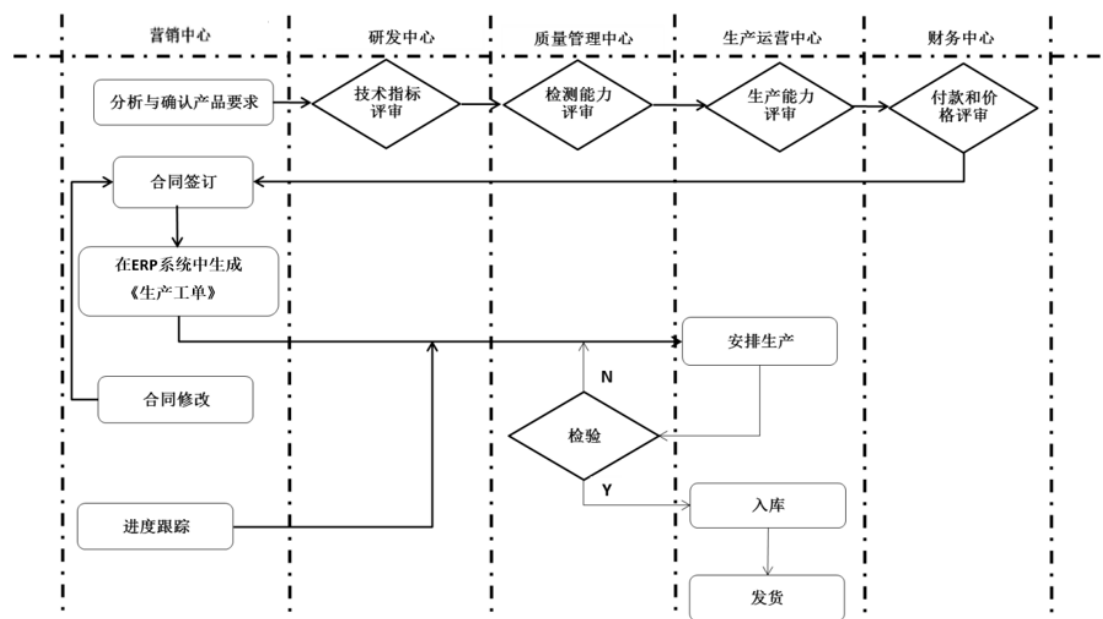 营销中心
研发中心
质量管理中心
生产运营中心
财务中心
分析与确认产品要求
技术指标
评审
检测能力
评审
生产能力
评审
付款和价
格评审
合同签订
在ERP系统中生成
《生产工单》
安排生产
N
合同修改
检验
Y
入库
进度跟踪
发货